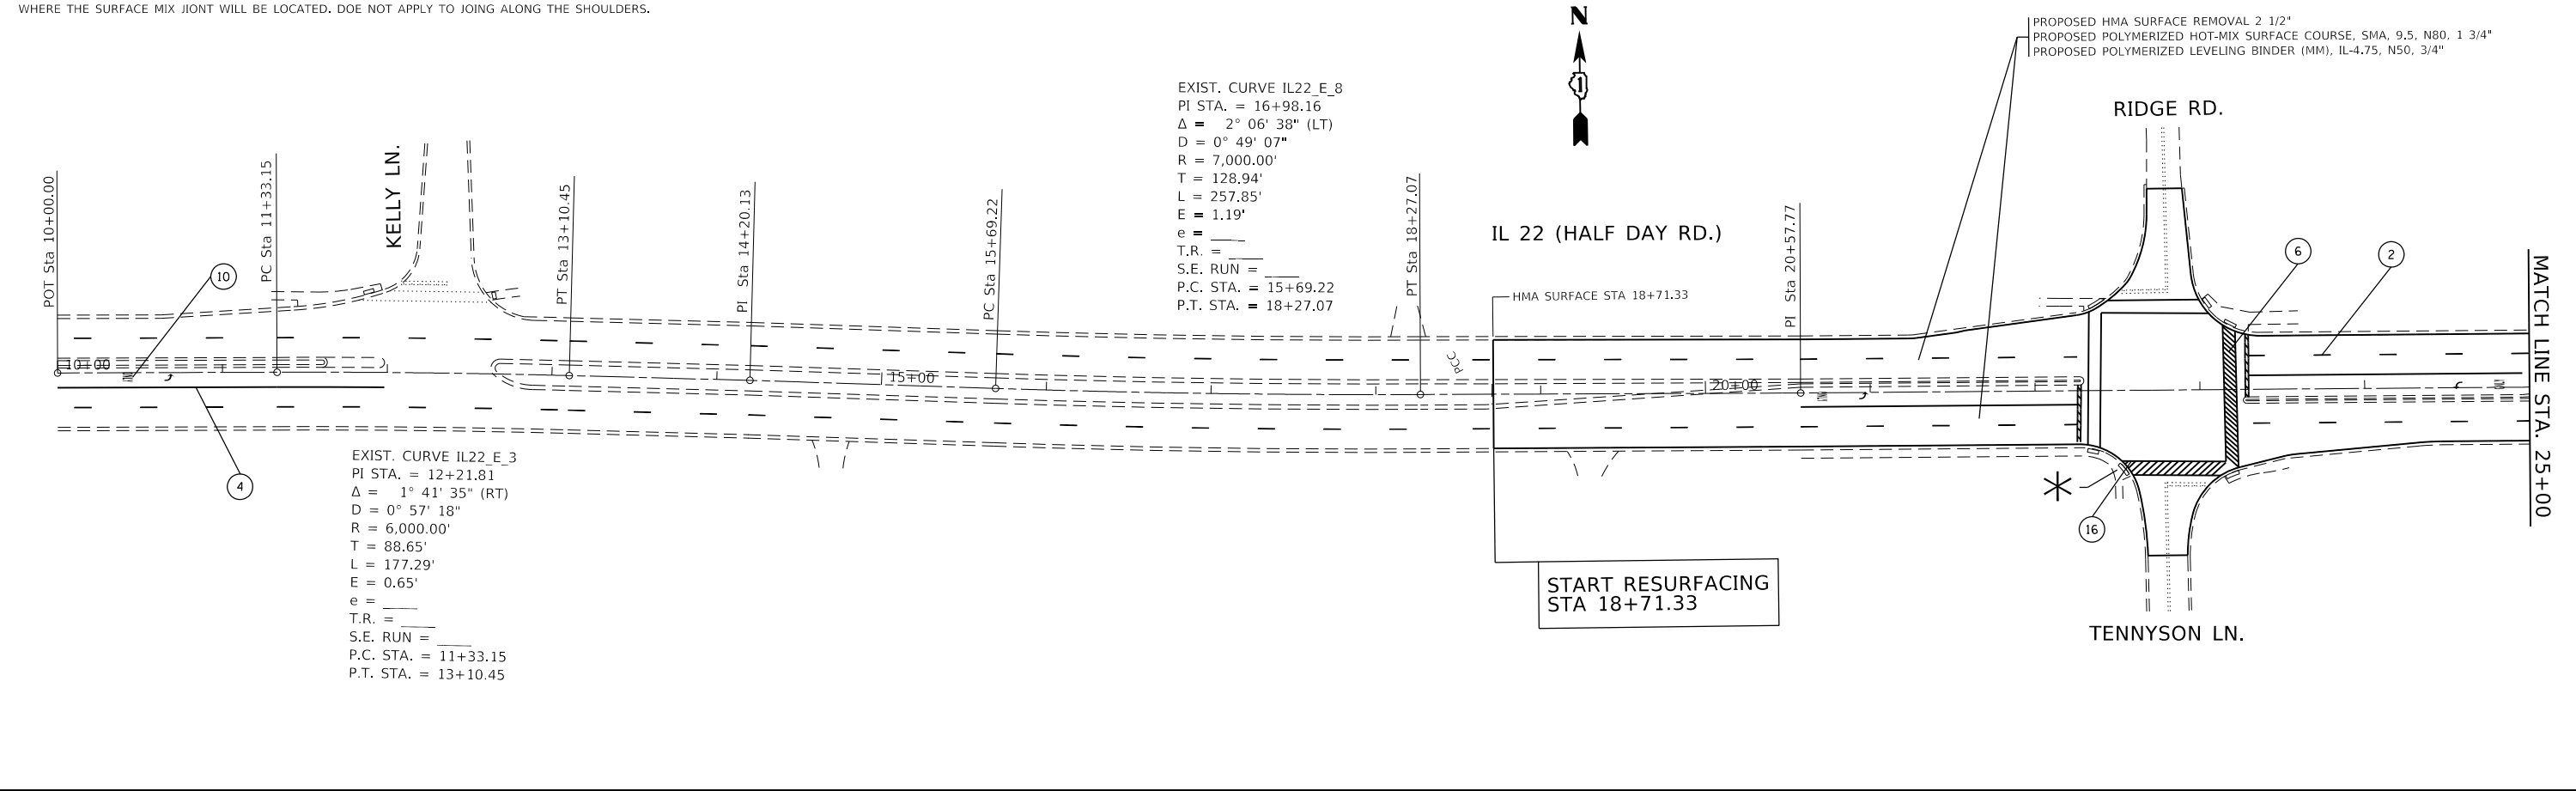 WHERE THE SURFACE MIX JIONT WILL BE LOCATED. DOE NOT APPLY TO JOING ALONG THE SHOULDERS.
N
1
PROPOSED HMA SURFACE REMOVAL 2 1/2"
PROPOSED POLYMERIZED HOT-MIX SURFACE COURSE, SMA, 9.5, N80, 1 3/4"
PROPOSED POLYMERIZED LEVELING BINDER (MM), IL-4.75, N50, 3/4"
EXIST. CURVE IL22_E_8
PI STA. = 16+98.16
Δ = 2° 06' 38" (LT)
D = 0° 49' 07"
R = 7,000.00'
T = 128.94'
L = 257.85'
E = 1.19'
e = ____
T.R. = ____
S.E. RUN = ____
P.C. STA. = 15+69.22
P.T. STA. = 18+27.07
RIDGE RD.
IL 22 (HALF DAY RD.)
HMA SURFACE STA 18+71.33
POT Sta 10+00.00
PC Sta 11+33.15
KELLY LN.
PT Sta 13+10.45
PI Sta 14+20.13
PC Sta 15+69.22
PT Sta 18+27.07
PI Sta 20+57.77
10
6
2
MATCH LINE STA. 25+00
10+00
15+00
PCC
20+00
4
16
EXIST. CURVE IL22_E_3
PI STA. = 12+21.81
Δ = 1° 41' 35" (RT)
D = 0° 57' 18"
R = 6,000.00'
T = 88.65'
L = 177.29'
E = 0.65'
e = ____
T.R. = ____
S.E. RUN = ____
P.C. STA. = 11+33.15
P.T. STA. = 13+10.45
START RESURFACING
STA 18+71.33
TENNYSON LN.